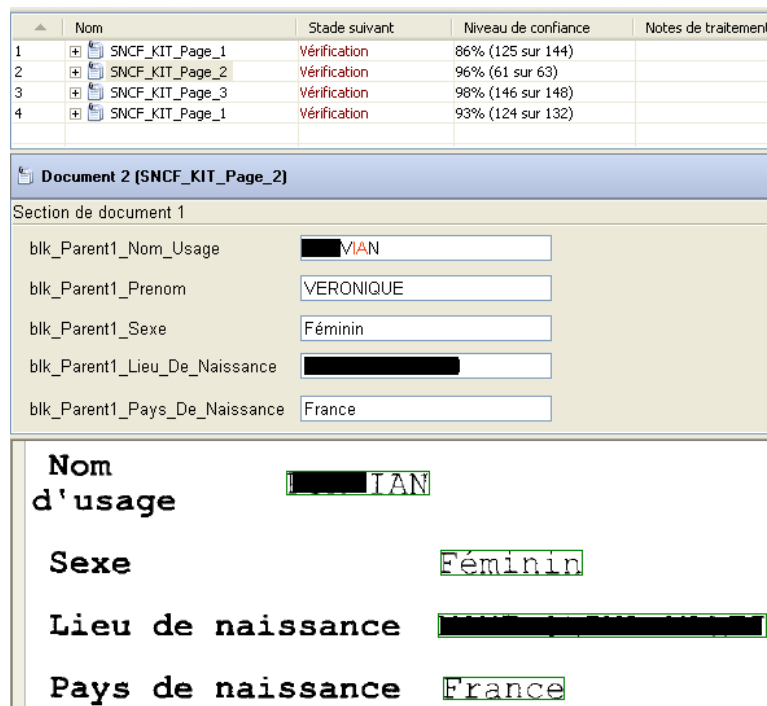 Nom Stade suivant Niveau de confiance Notes de traitement
1 SNCF_KIT_Page_1 Vérification 86% (125 sur 144)
2 SNCF_KIT_Page_2 Vérification 96% (61 sur 63)
3 SNCF_KIT_Page_3 Vérification 98% (146 sur 148)
4 SNCF_KIT_Page_1 Vérification 93% (124 sur 132)
Document 2 (SNCF_KIT_Page_2)
Section de document 1
blk_Parent1_Nom_Usage VIAN
blk_Parent1_Prenom VERONIQUE
blk_Parent1_Sexe Féminin
blk_Parent1_Lieu_De_Naissance
blk_Parent1_Pays_De_Naissance France
Nom
d'usage IAN
Sexe Féminin
Lieu de naissance
Pays de naissance France